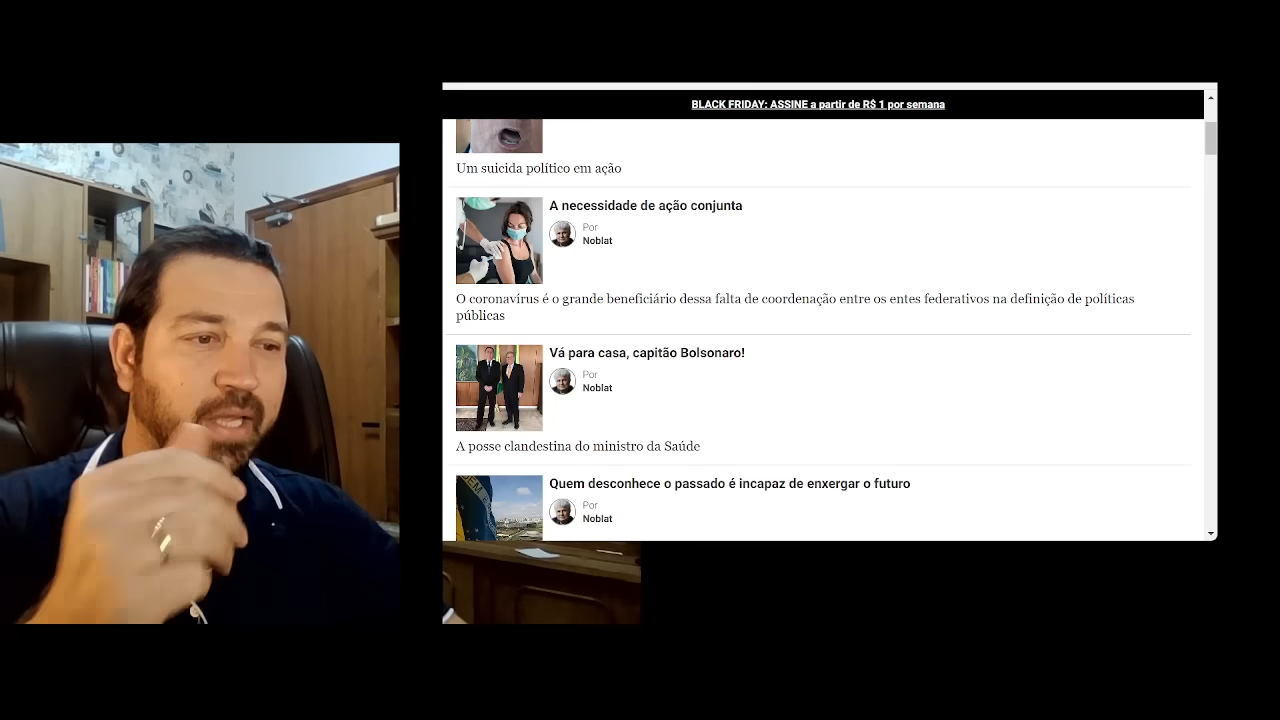 BLACK FRIDAY: ASSINE a partir de R$ 1 por semana
Um suicida político em ação
A necessidade de ação conjunta
Por
Noblat
O coronavírus é o grande beneficiário dessa falta de coordenação entre os entes federativos na definição de políticas
públicas
Vá para casa, capitão Bolsonaro!
Por
Noblat
A posse clandestina do ministro da Saúde
Quem desconhece o passado é incapaz de enxergar o futuro
Por
Noblat